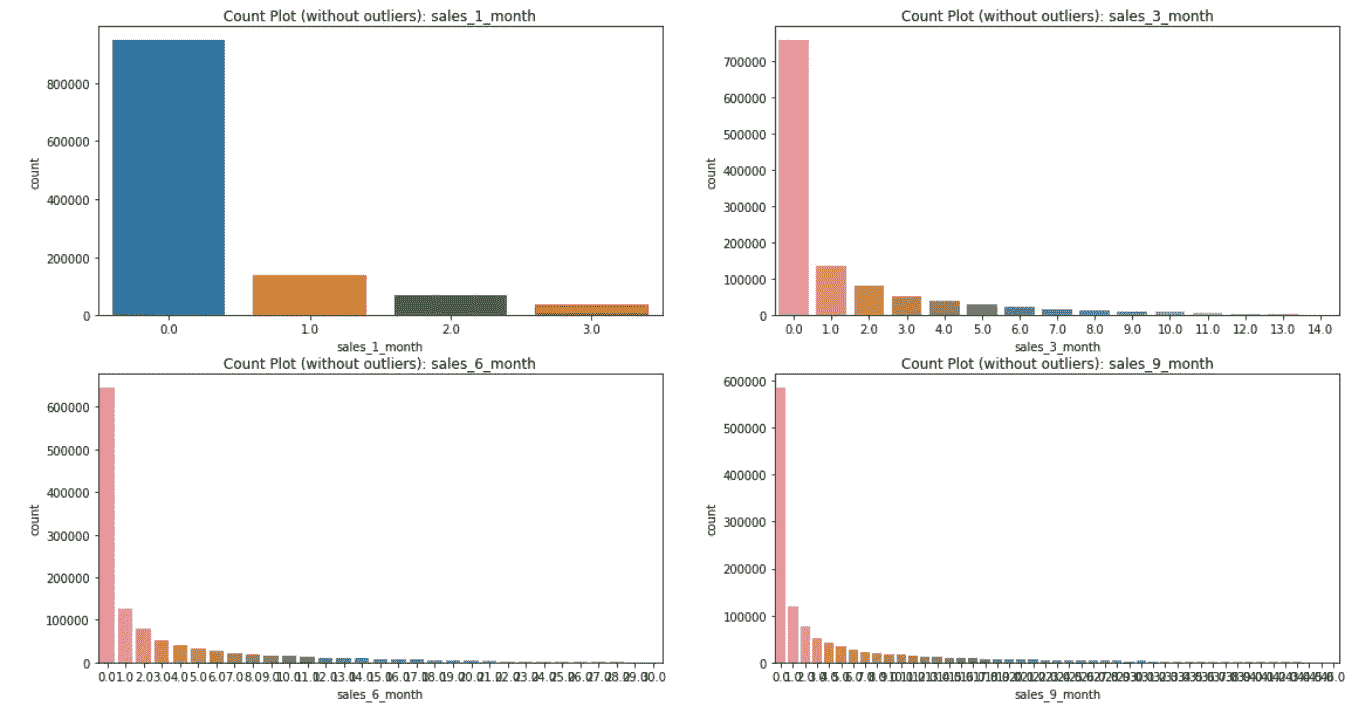 Count Plot (without outliers): sales_1_month
800000
600000
400000
200000
0
count
0.0 1.0 2.0 3.0
sales_1_month
Count Plot (without outliers): sales_3_month
700000
600000
500000
400000
300000
200000
100000
0
count
0.0 1.0 2.0 3.0 4.0 5.0 6.0 7.0 8.0 9.0 10.0 11.0 12.0 13.0 14.0
sales_3_month
Count Plot (without outliers): sales_6_month
600000
500000
400000
300000
200000
100000
0
count
sales_6_month
Count Plot (without outliers): sales_9_month
600000
500000
400000
300000
200000
100000
0
count
sales_9_month